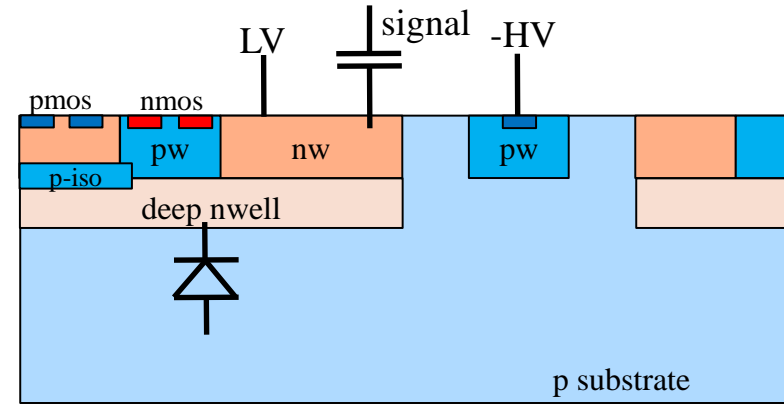 signal
LV
-HV
pmos
nmos
pw
nw
pw
p-iso
deep nwell
p substrate